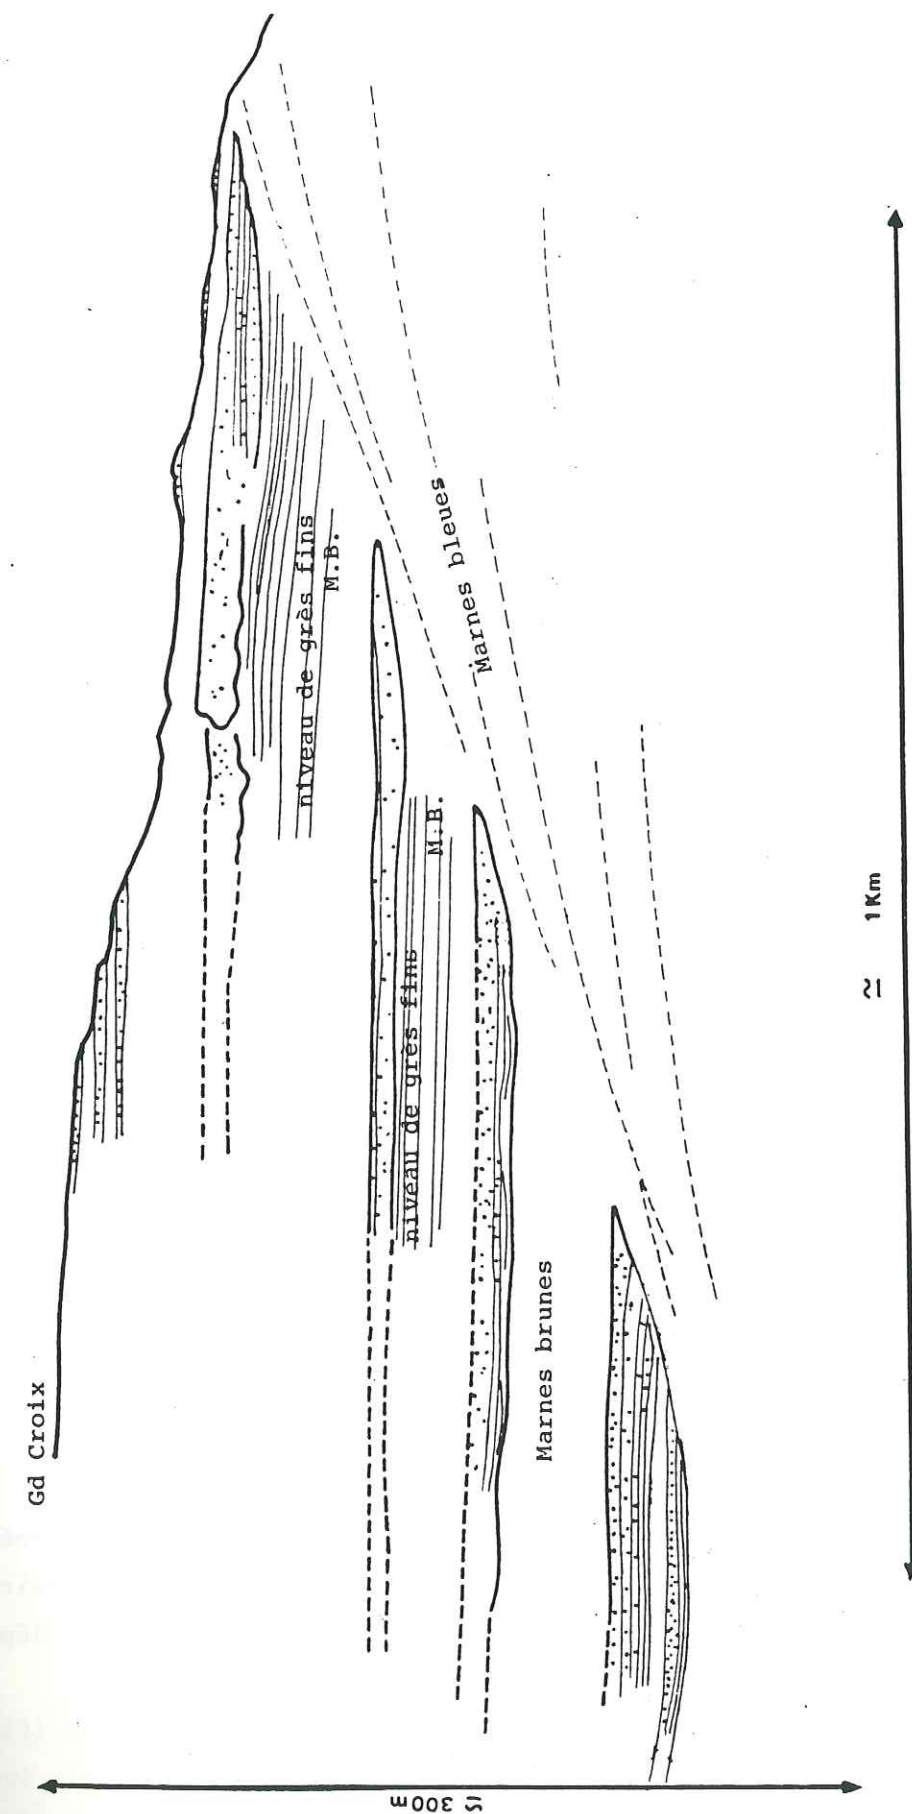 Gd Croix
niveau de grès fins
M.B.
Marnes bleues
niveau de grès fins
M.B.
Marnes brunes
≃ 300m
≃ 1Km